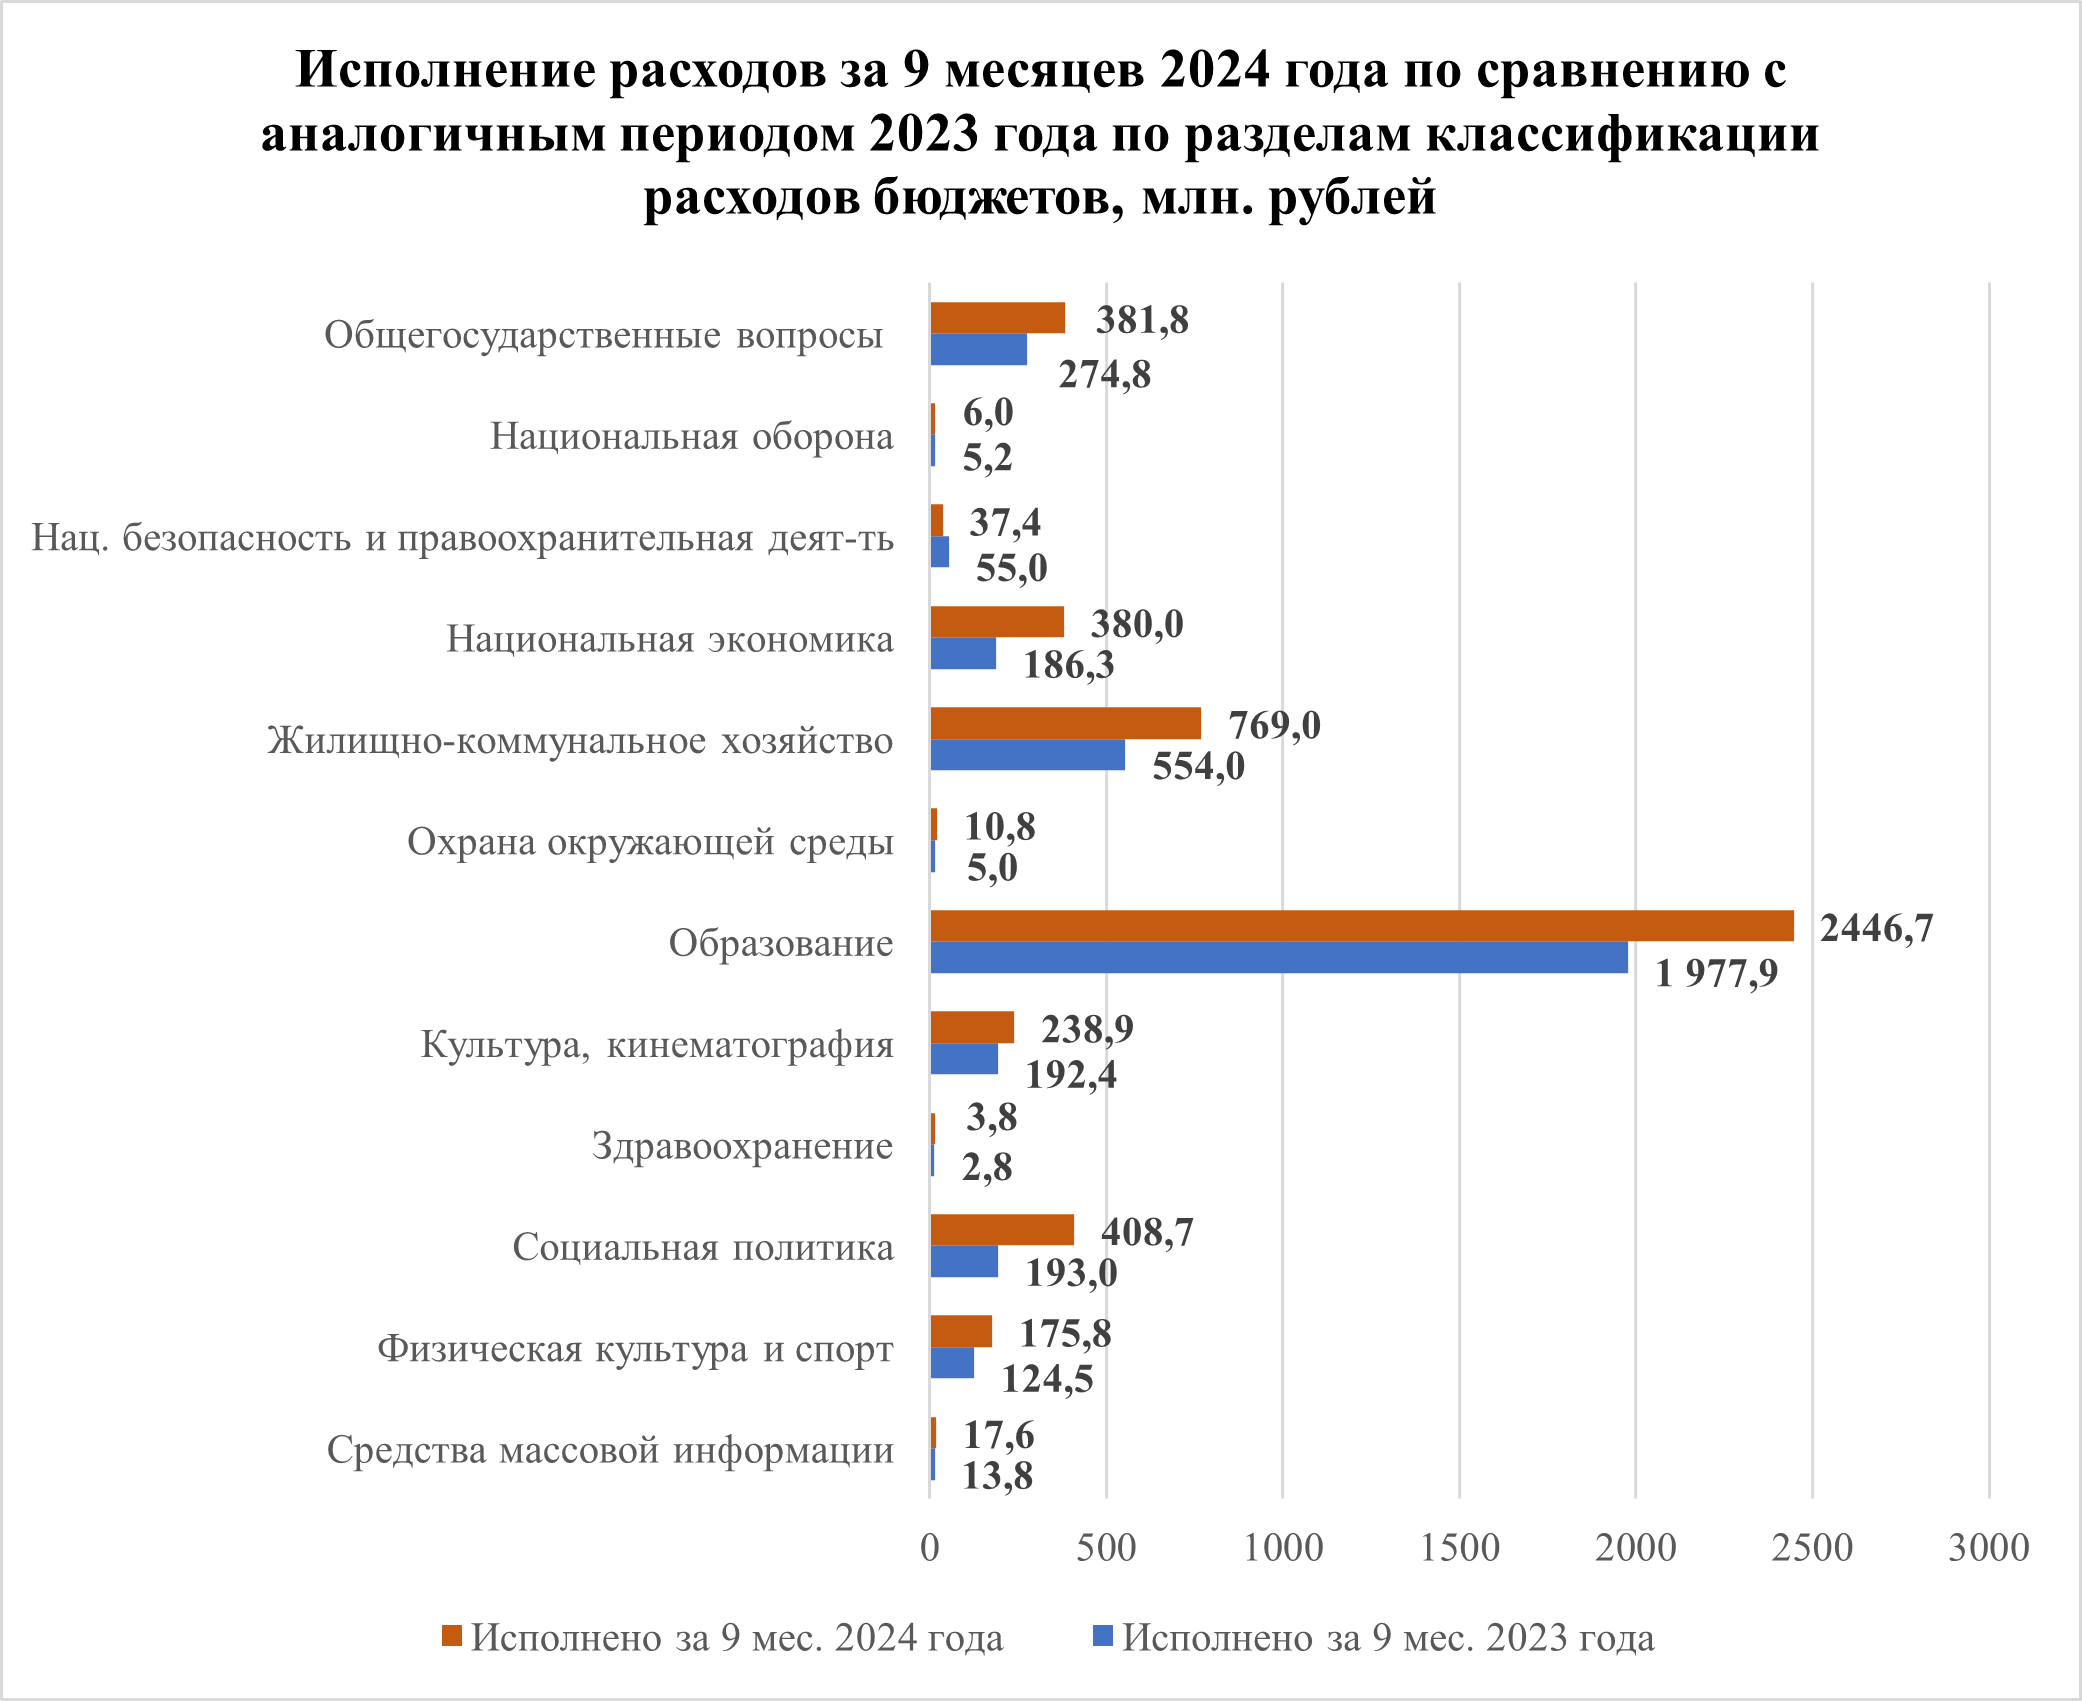 Исполнение расходов за 9 месяцев 2024 года по сравнению с
аналогичным периодом 2023 года по разделам классификации
расходов бюджетов, млн. рублей
Общегосударственные вопросы
381,8
274,8
Национальная оборона
6,0
5,2
Нац. безопасность и правоохранительная деят-ть
37,4
55,0
Национальная экономика
380,0
186,3
Жилищно-коммунальное хозяйство
769,0
554,0
Охрана окружающей среды
10,8
5,0
Образование
2446,7
1 977,9
Культура, кинематография
238,9
192,4
Здравоохранение
3,8
2,8
Социальная политика
408,7
193,0
Физическая культура и спорт
175,8
124,5
Средства массовой информации
17,6
13,8
0 500 1000 1500 2000 2500 3000
Исполнено за 9 мес. 2024 года Исполнено за 9 мес. 2023 года